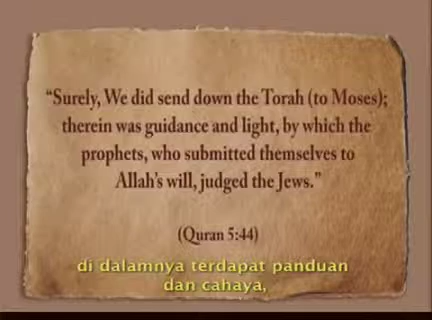 “Surely, We did send down the Torah (to Moses);
therein was guidance and light, by which the
prophets, who submitted themselves to
Allah’s will, judged the Jews.”
(Quran 5:44)
di dalamnya terdapat panduan
dan cahaya,